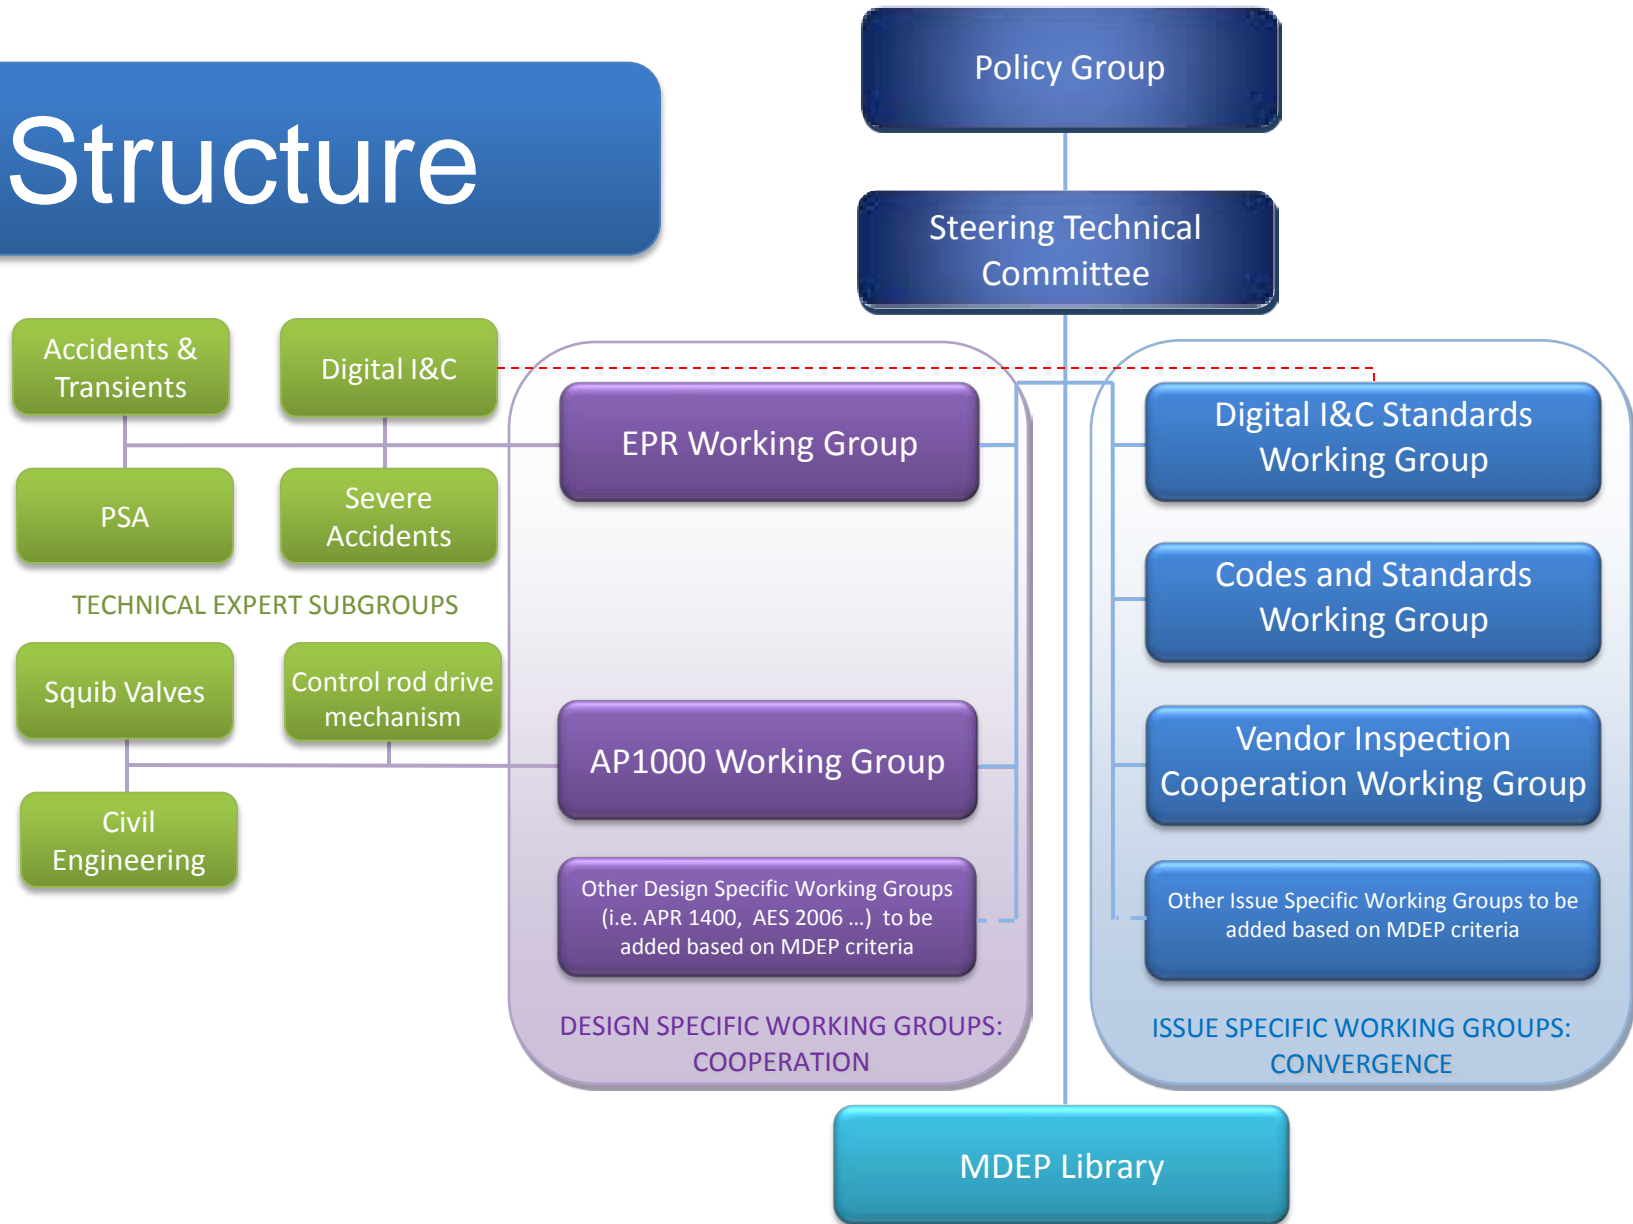 Structure
Policy Group
Steering Technical
Committee
Accidents &
Transients
Digital I&C
PSA
Severe
Accidents
TECHNICAL EXPERT SUBGROUPS
Squib Valves
Control rod drive
mechanism
Civil
Engineering
EPR Working Group
AP1000 Working Group
Other Design Specific Working Groups
(i.e. APR 1400, AES 2006 ...) to be
added based on MDEP criteria
DESIGN SPECIFIC WORKING GROUPS:
COOPERATION
Digital I&C Standards
Working Group
Codes and Standards
Working Group
Vendor Inspection
Cooperation Working Group
Other Issue Specific Working Groups to be
added based on MDEP criteria
ISSUE SPECIFIC WORKING GROUPS:
CONVERGENCE
MDEP Library